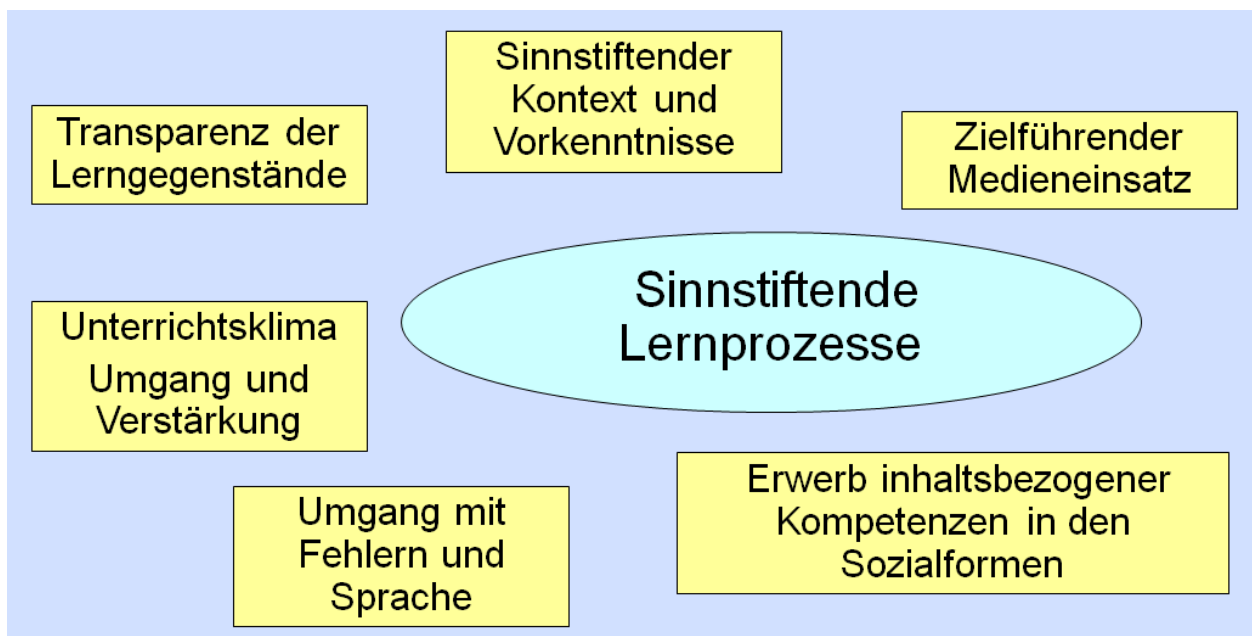 Sinnstiftender
Kontext und
Vorkenntnisse
Transparenz der
Lerngegenstände
Zielführender
Medieneinsatz
Sinnstiftende
Lernprozesse
Unterrichtsklima
Umgang und
Verstärkung
Erwerb inhaltsbezogener
Kompetenzen in den
Sozialformen
Umgang mit
Fehlern und
Sprache